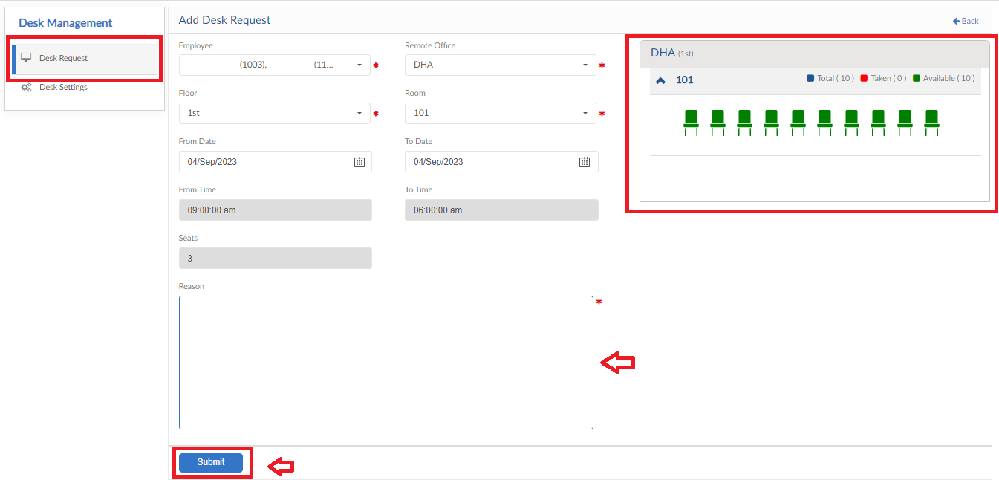 Desk Management
Desk Request
Desk Settings
Add Desk Request
Back
Employee
Remote Office
(1003), (11... *
DHA *
Floor
Room
1st *
101 *
From Date
To Date
04/Sep/2023
04/Sep/2023
From Time
To Time
09:00:00 am
06:00:00 am
Seats
3
Reason
*
Submit
DHA (1st)
101 Total ( 10 ) Taken ( 0 ) Available ( 10 )